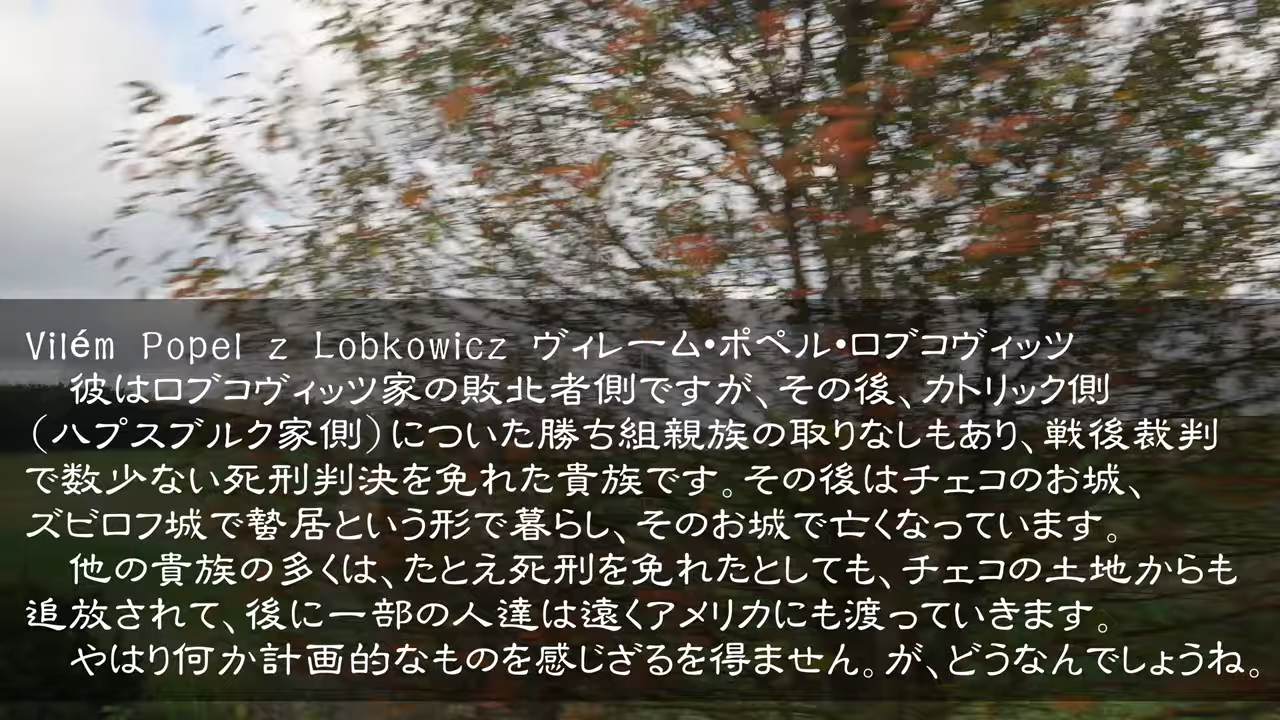 Vilém Popel z Lobkowicz ヴィレーム・ポペル・ロブコヴィッツ
　彼はロブコヴィッツ家の敗北者側ですが、その後、カトリック側
（ハプスブルク家側）についた勝ち組親族の取りなしもあり、戦後裁判
で数少ない死刑判決を免れた貴族です。その後はチェコのお城、
ズビロフ城で蟄居という形で暮らし、そのお城で亡くなっています。
　他の貴族の多くは、たとえ死刑を免れたとしても、チェコの土地からも
追放されて、後に一部の人達は遠くアメリカにも渡っていきます。
　やはり何か計画的なものを感じざるを得ません。が、どうなんでしょうね。